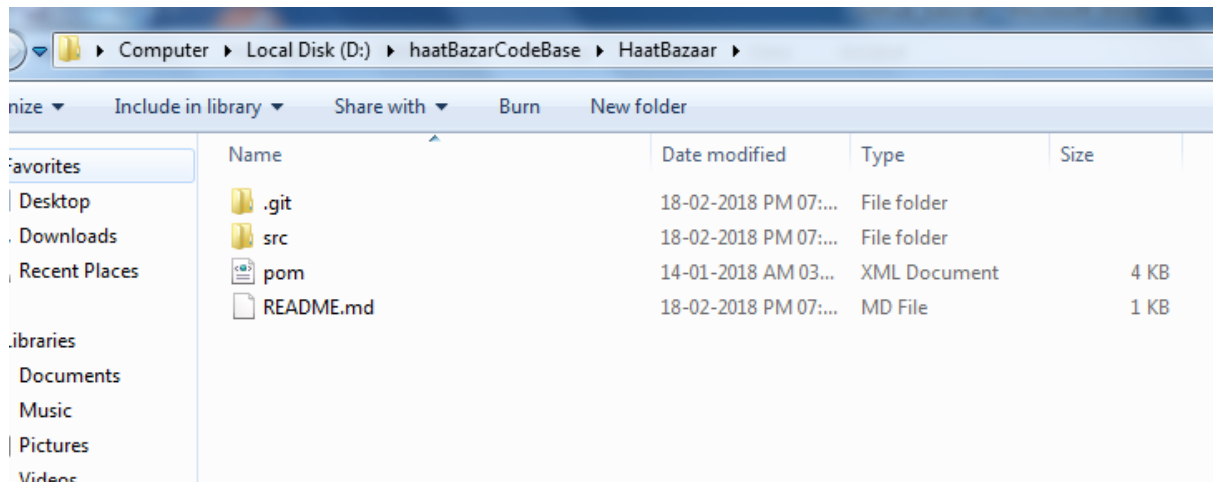 Computer Local Disk (D:) haatBazarCodeBase HaatBazaar
nize Include in library Share with Burn New folder
Name Date modified Type Size
Favorites
Desktop
Downloads
Recent Places
.git 18-02-2018 PM 07:... File folder
src 18-02-2018 PM 07:... File folder
pom 14-01-2018 AM 03... XML Document 4 KB
README.md 18-02-2018 PM 07:... MD File 1 KB
ibraries
Documents
Music
Pictures
Videos